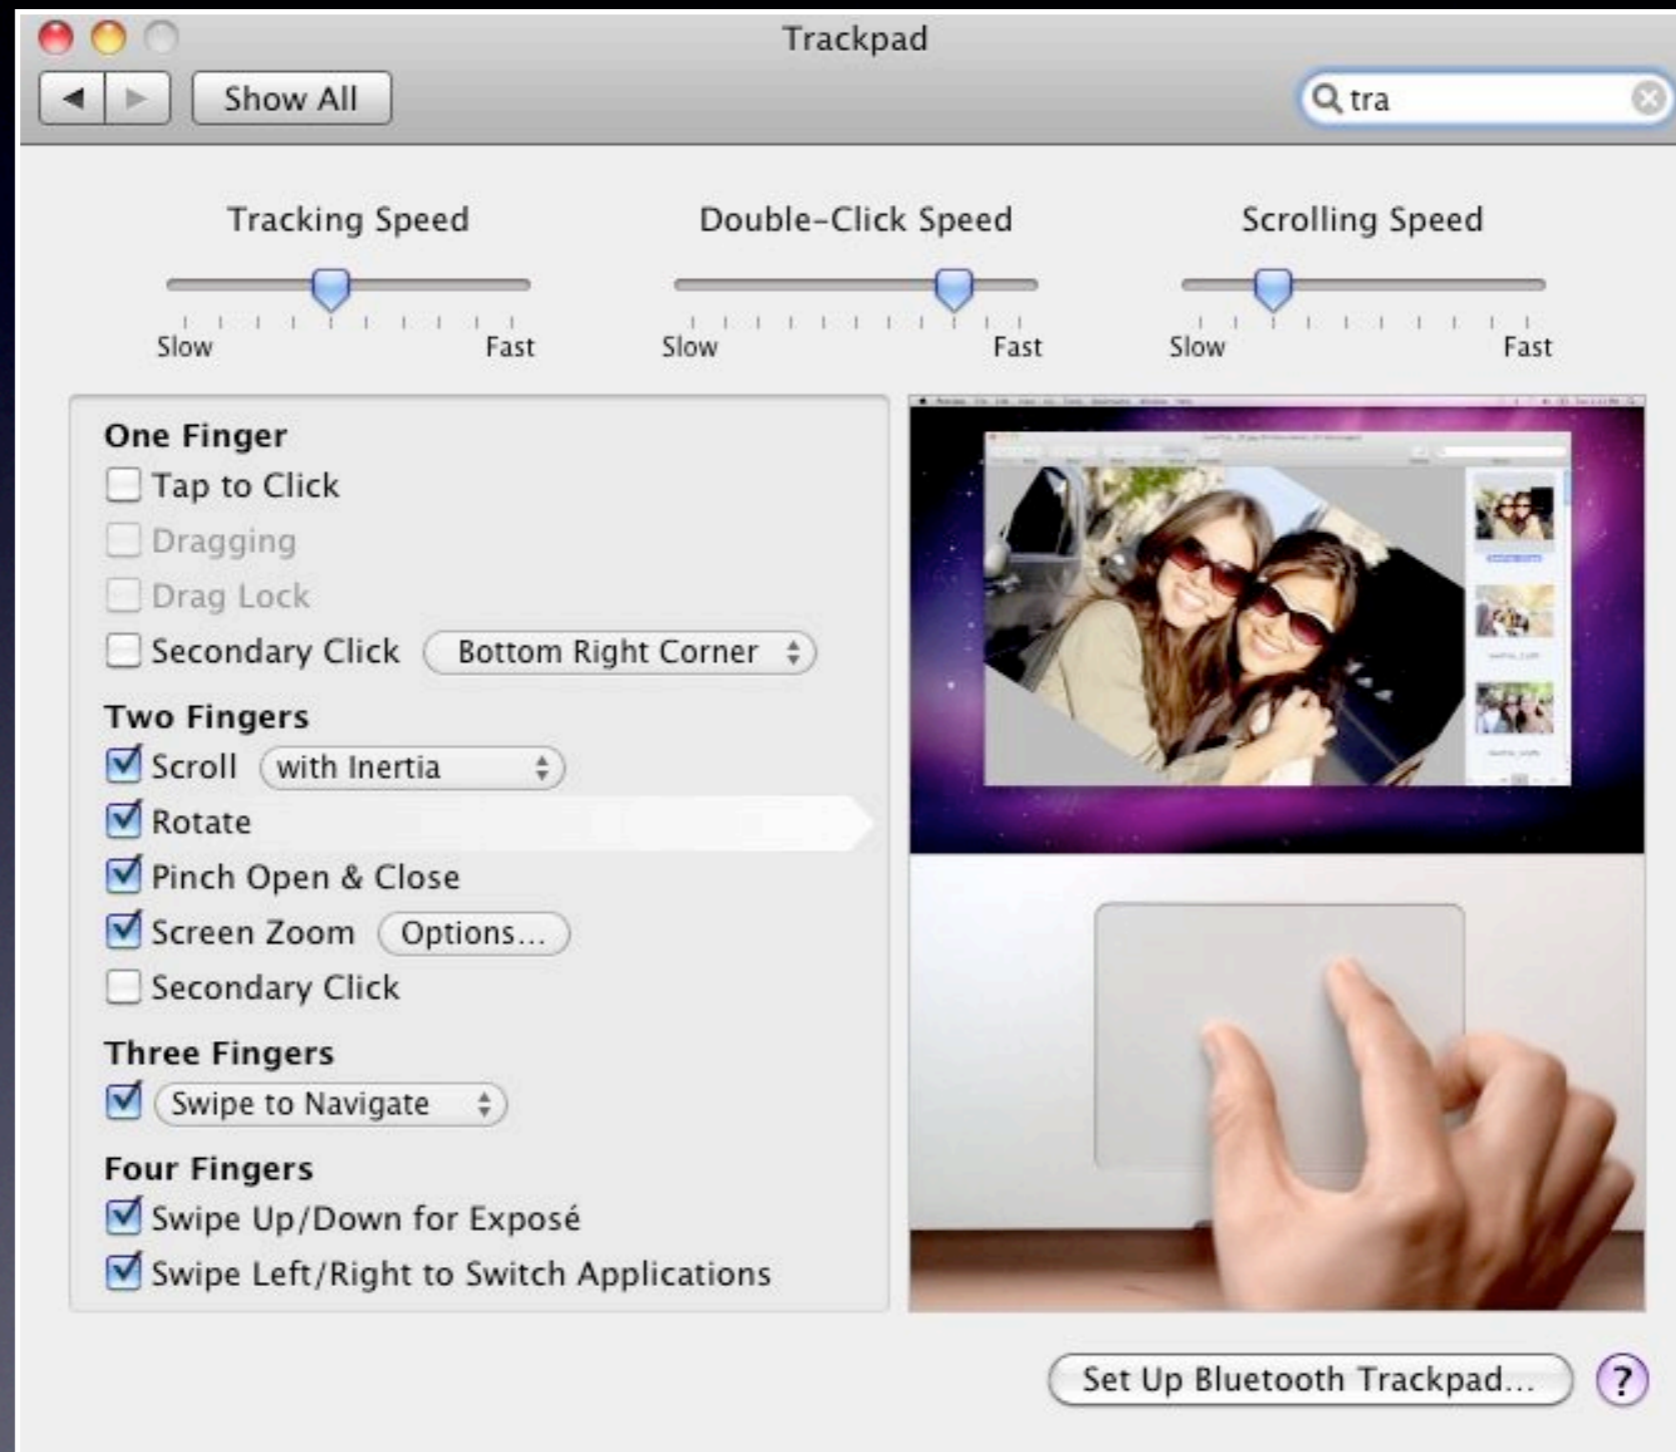 Trackpad
Show All
tra
Tracking Speed
Double-Click Speed
Scrolling Speed
Slow Fast
Slow Fast
Slow Fast
One Finger
Tap to Click
Dragging
Drag Lock
Secondary Click Bottom Right Corner
Two Fingers
Scroll with Inertia
Rotate
Pinch Open & Close
Screen Zoom Options...
Secondary Click
Three Fingers
Swipe to Navigate
Four Fingers
Swipe Up/Down for Exposé
Swipe Left/Right to Switch Applications
Set Up Bluetooth Trackpad...
?